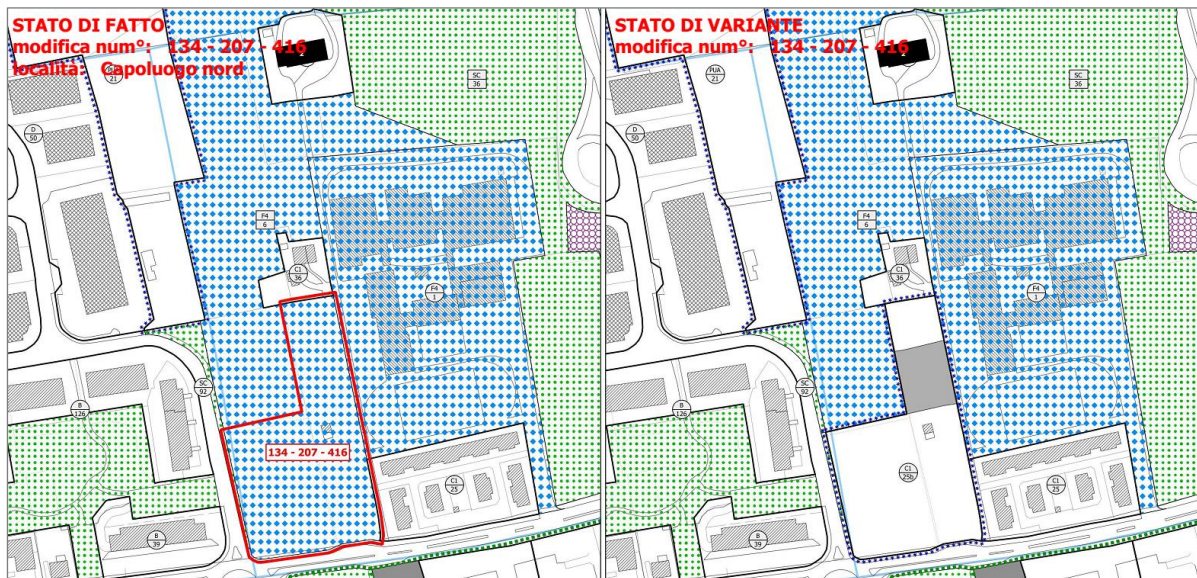 STATO DI FATTO
modifica num°: 134 - 207 - 416
località: Capoluogo nord
21
SC
36
D
50
F4
6
C1
36
F4
1
SC
92
B
126
134 - 207 - 416
C1
25
B
39
STATO DI VARIANTE
modifica num°: 134 - 207 - 416
PUA
21
SC
36
D
50
F4
6
C1
36
F4
1
SC
92
B
126
C1
25b
C1
25
B
39